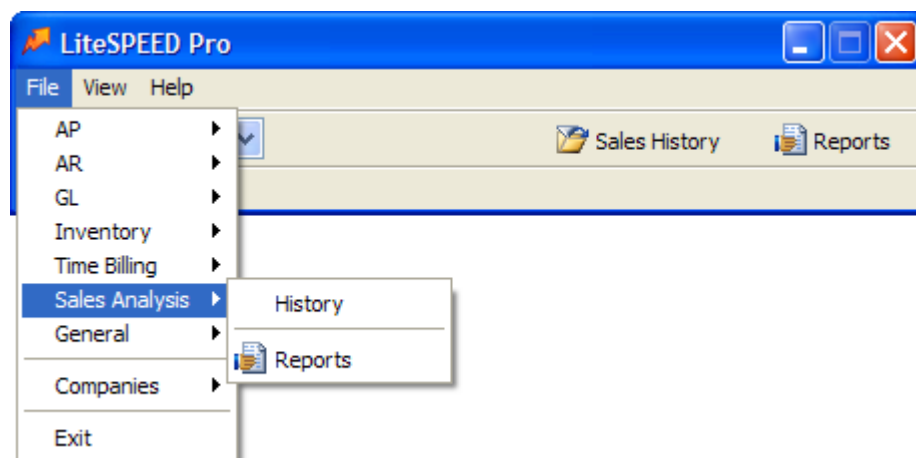 LiteSPEED Pro
File View Help
Sales History Reports
AP
AR
GL
Inventory
Time Billing
Sales Analysis
History
General
Reports
Companies
Exit